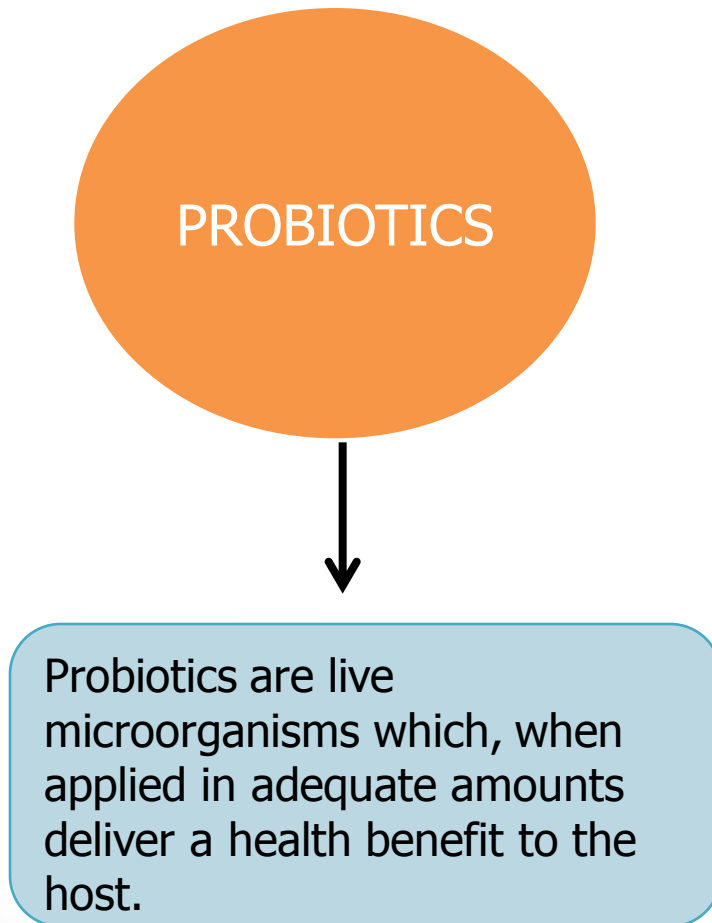 PROBIOTICS
Probiotics are live
microorganisms which, when
applied in adequate amounts
deliver a health benefit to the
host.